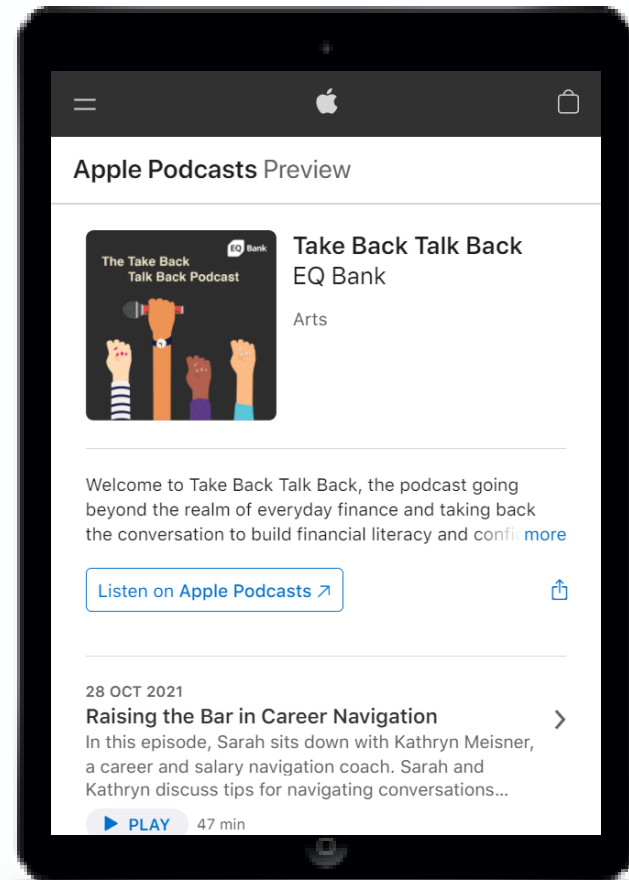 Apple Podcasts Preview
EQ Bank
The Take Back
Talk Back Podcast
Take Back Talk Back
EQ Bank
Arts
Welcome to Take Back Talk Back, the podcast going
beyond the realm of everyday finance and taking back
the conversation to build financial literacy and confi more
Listen on Apple Podcasts ↗
28 OCT 2021
Raising the Bar in Career Navigation
In this episode, Sarah sits down with Kathryn Meisner,
a career and salary navigation coach. Sarah and
Kathryn discuss tips for navigating conversations...
PLAY 47 min